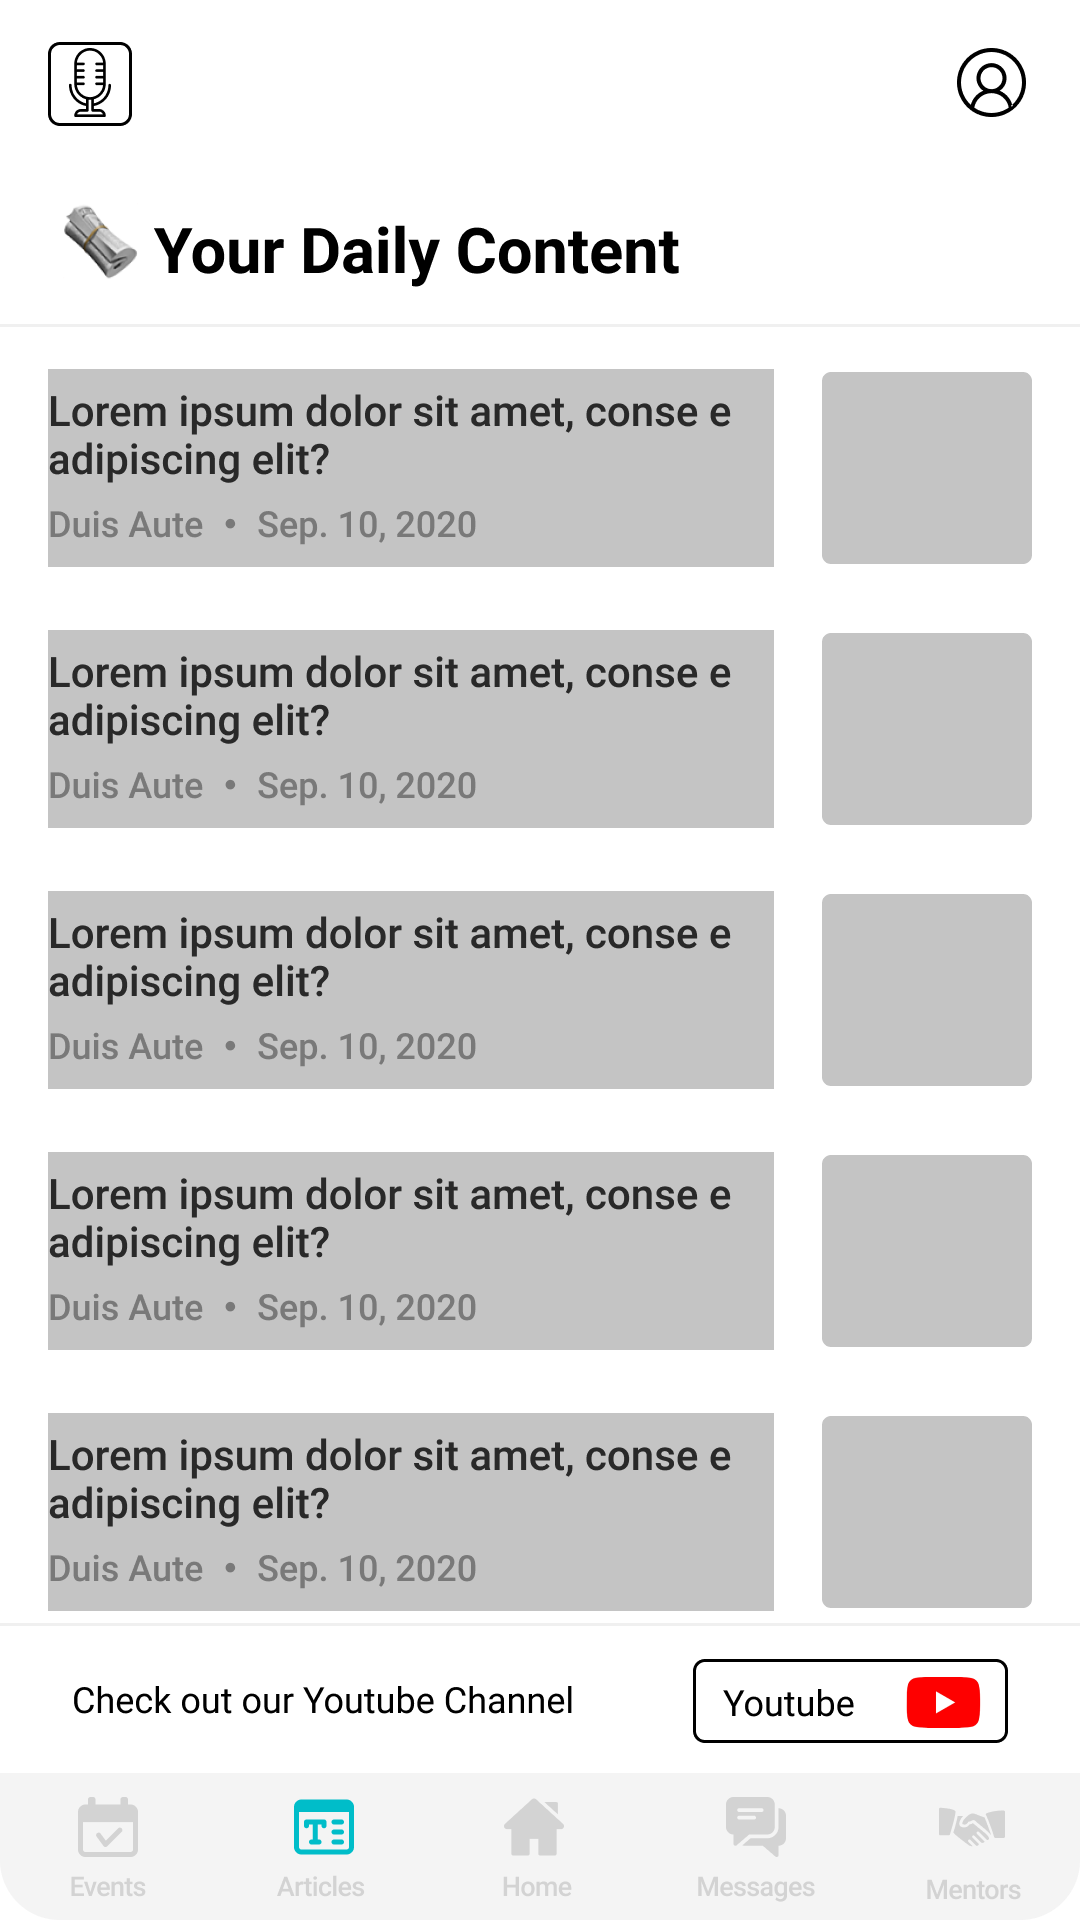 Your Daily Content
Lorem ipsum dolor sit amet, conse e
adipiscing elit?
Duis Aute • Sep. 10, 2020
Lorem ipsum dolor sit amet, conse e
adipiscing elit?
Duis Aute • Sep. 10, 2020
Lorem ipsum dolor sit amet, conse e
adipiscing elit?
Duis Aute • Sep. 10, 2020
Lorem ipsum dolor sit amet, conse e
adipiscing elit?
Duis Aute • Sep. 10, 2020
Lorem ipsum dolor sit amet, conse e
adipiscing elit?
Duis Aute • Sep. 10, 2020
Check out our Youtube Channel
Youtube
Events Articles Home Messages Mentors